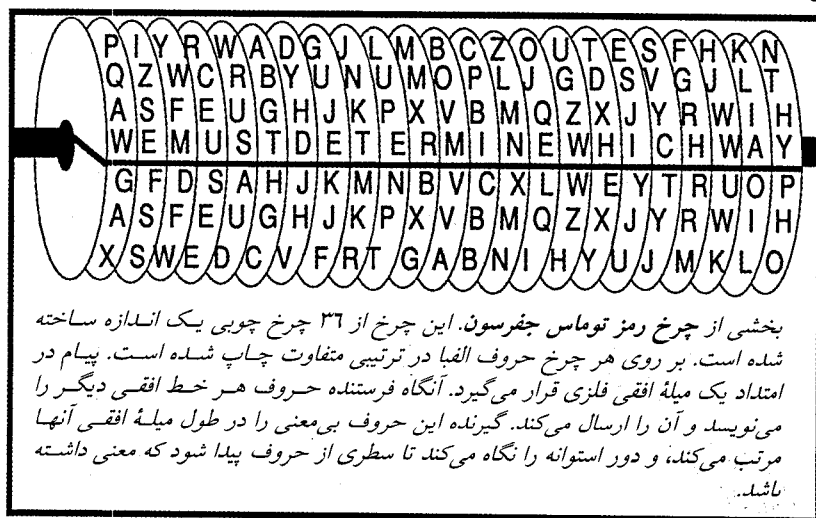 PIYRWADGJLMBCZOUTESFHKN
QZWCRBYUNUMOPLJGDSVGJLT
ASFEUGHJKPXVBMQZXJYRWIH
WEMUSTDETERMINEWHICHWAY
GFDSAHJKMNBVCXLWEYTRUOP
ASFEUGHJKPXVBMQZXJYRWIH
XSWEDCVFRTGABNIHYUJMKLO
بخشی از چرخ رمز توماس جفرسون. این چرخ از ۳۶ چرخ چوبی یک اندازه ساخته
شده است. بر روی هر چرخ حروف الفبا در ترتیبی متفاوت چاپ شده است. پیام در
امتداد یک میلهٔ افقی فلزی قرار می‌گیرد. آنگاه فرستنده حروف هر خط افقی دیگر را
می‌نویسد و آن را ارسال می‌کند. گیرنده این حروف بی‌معنی را در طول میلهٔ افقی آنها
مرتب می‌کند، و دور استوانه را نگاه می‌کند تا سطری از حروف پیدا شود که معنی داشته
باشد.